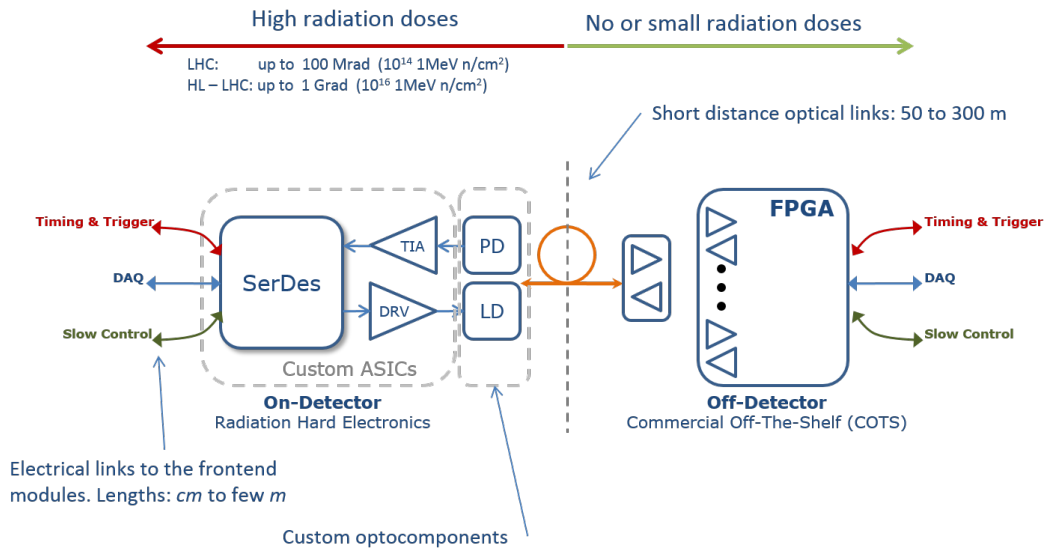 High radiation doses
No or small radiation doses
LHC: up to 100 Mrad (10¹⁴ 1MeV n/cm²)
HL – LHC: up to 1 Grad (10¹⁶ 1MeV n/cm²)
Short distance optical links: 50 to 300 m
Timing & Trigger
DAQ
Slow Control
SerDes
TIA
DRV
PD
LD
Custom ASICs
FPGA
Timing & Trigger
DAQ
Slow Control
On-Detector
Radiation Hard Electronics
Off-Detector
Commercial Off-The-Shelf (COTS)
Electrical links to the frontend
modules. Lengths: cm to few m
Custom optocomponents